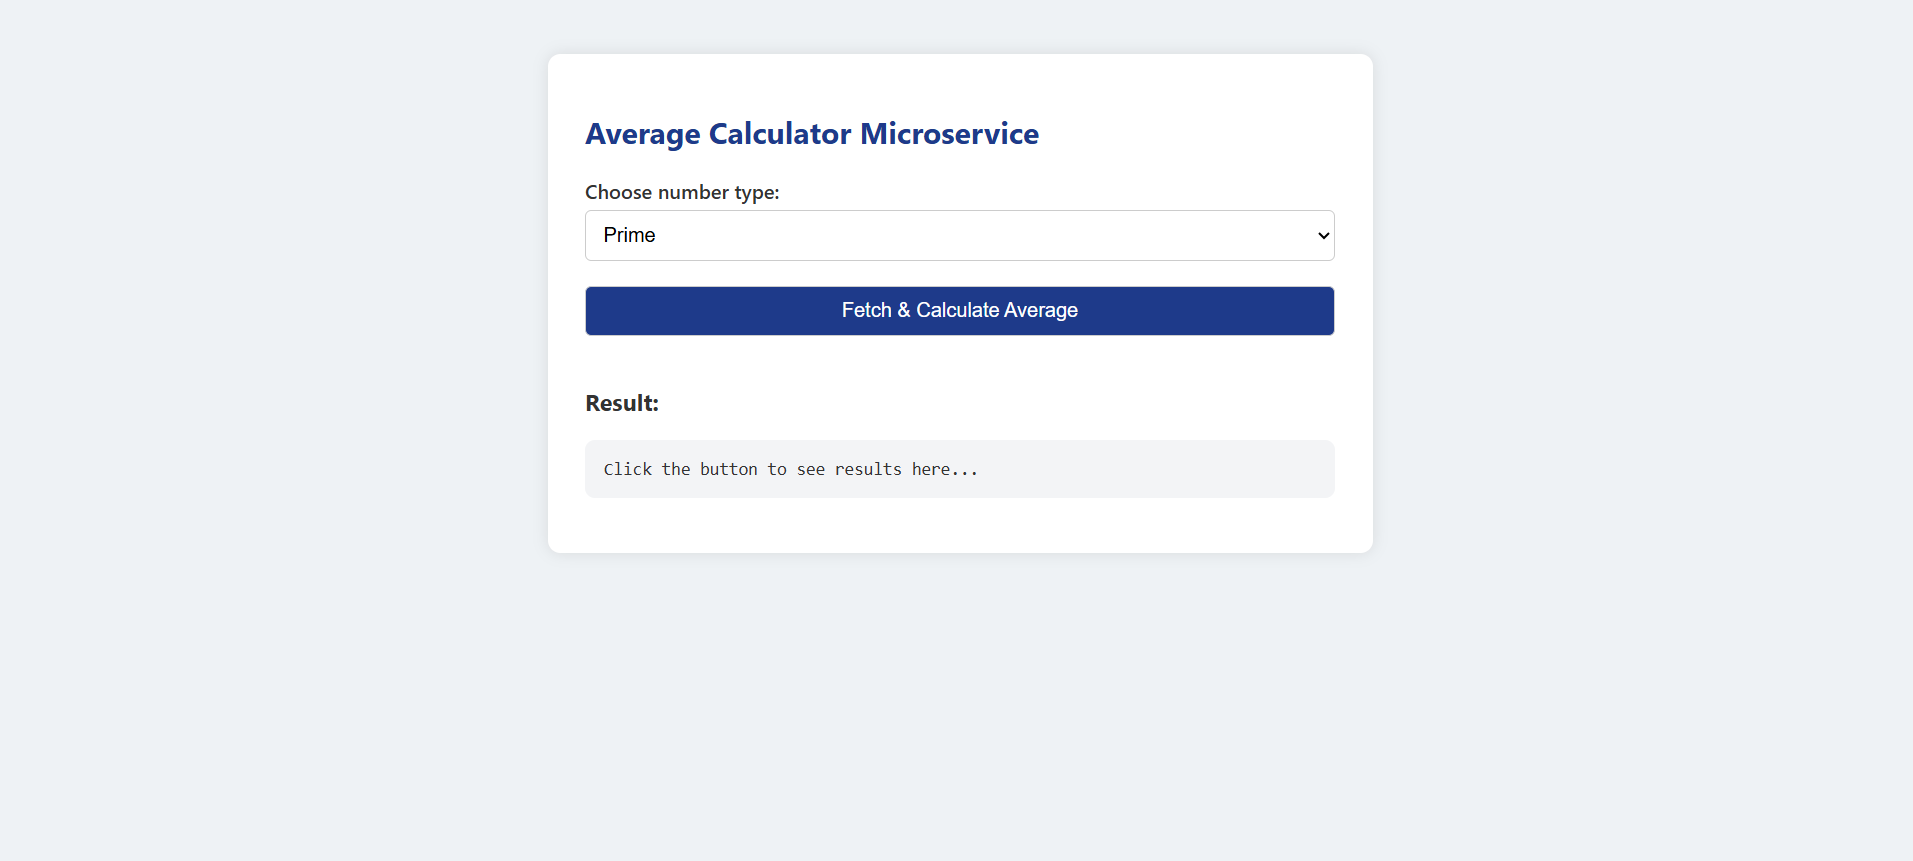 Average Calculator Microservice
Choose number type:
Prime
Fetch & Calculate Average
Result:
Click the button to see results here...